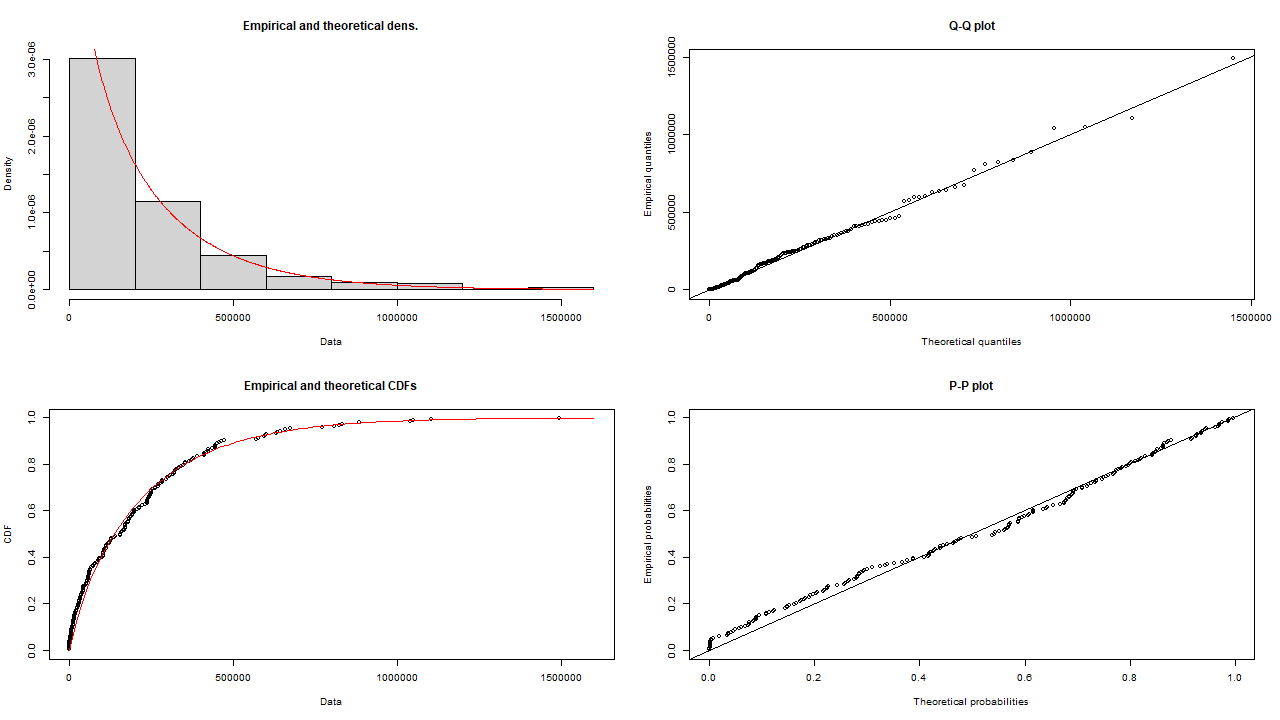 Empirical and theoretical dens.
Density
0.0e+00 1.0e-06 2.0e-06 3.0e-06
0 500000 1000000 1500000
Data
Q-Q plot
Empirical quantiles
0 500000 1000000 1500000
0 500000 1000000 1500000
Theoretical quantiles
Empirical and theoretical CDFs
CDF
0.0 0.2 0.4 0.6 0.8 1.0
0 500000 1000000 1500000
Data
P-P plot
Empirical probabilities
0.0 0.2 0.4 0.6 0.8 1.0
0.0 0.2 0.4 0.6 0.8 1.0
Theoretical probabilities